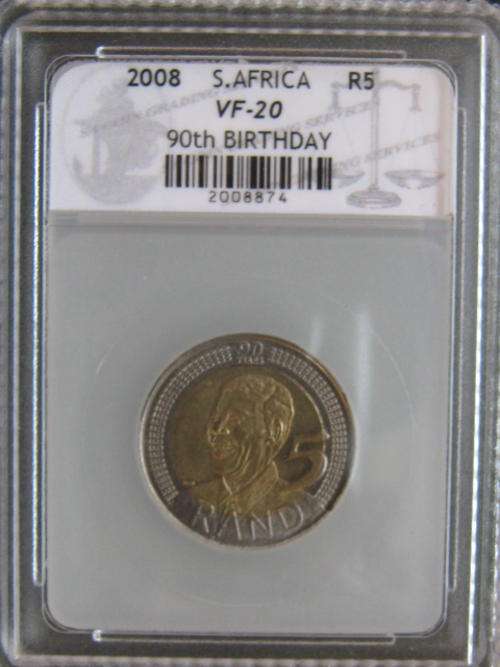 2008 S.AFRICA R5
VF-20
90th BIRTHDAY
2008874
90
YEARS
5
RAND